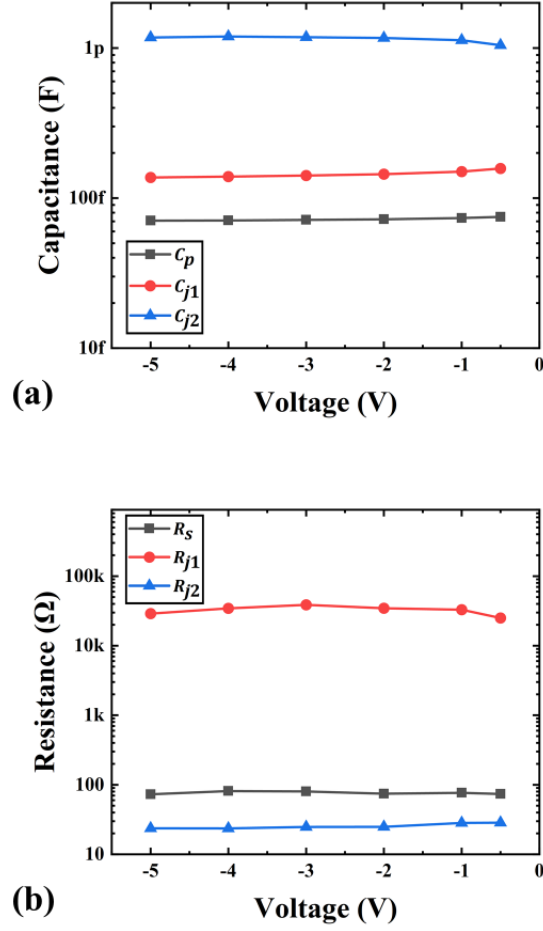 1p
100f
10f
Capacitance (F)
C_p
C_j1
C_j2
-5 -4 -3 -2 -1 0
Voltage (V)
(a)
100k
10k
1k
100
10
Resistance (Ω)
R_s
R_j1
R_j2
-5 -4 -3 -2 -1 0
Voltage (V)
(b)